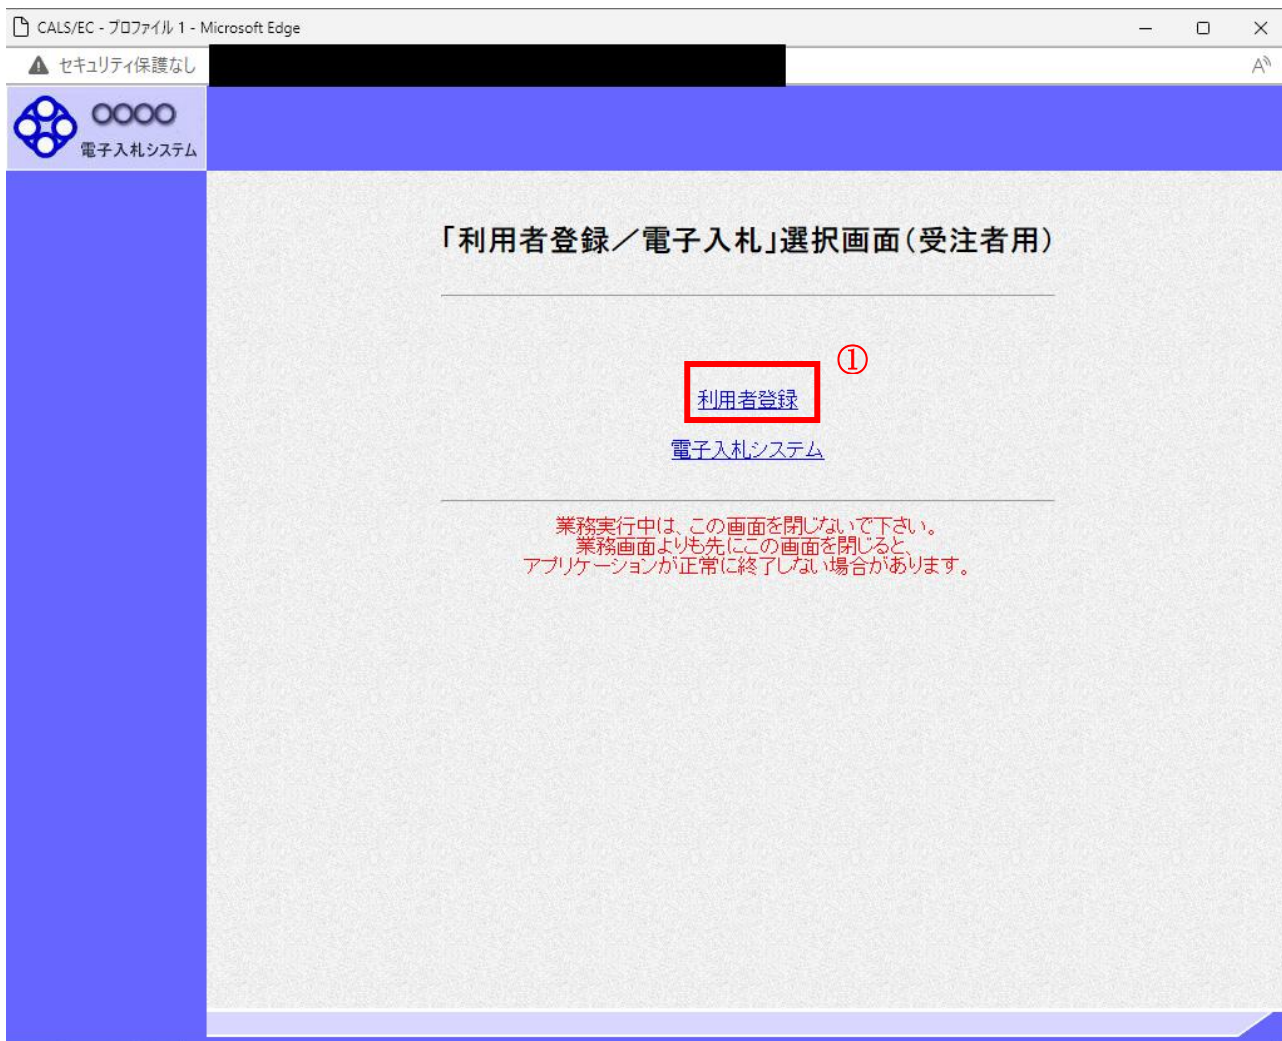 CALS/EC - プロファイル 1 - Microsoft Edge
セキュリティ保護なし
○○○○
電子入札システム
「利用者登録／電子入札」選択画面（受注者用）
①
利用者登録
電子入札システム
業務実行中は、この画面を閉じないで下さい。
業務画面よりも先にこの画面を閉じると、
アプリケーションが正常に終了しない場合があります。